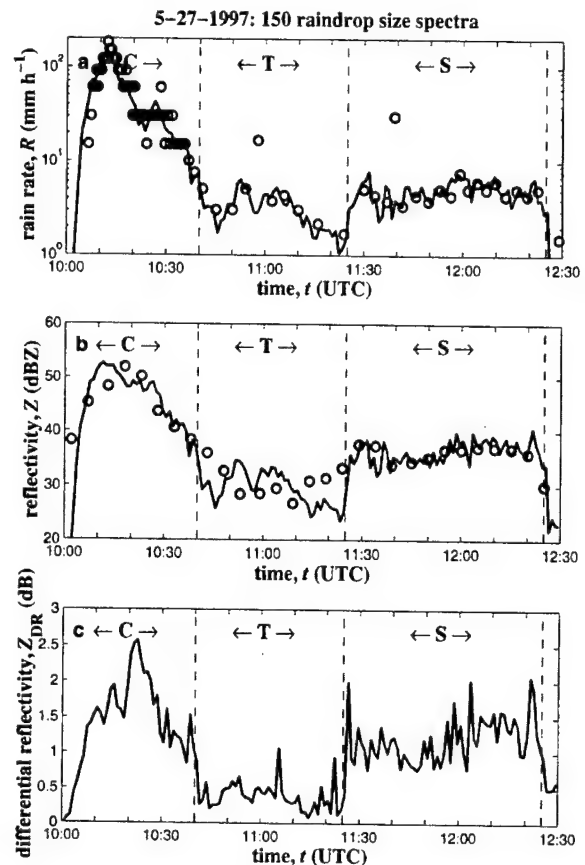 5-27-1997: 150 raindrop size spectra
a
← C →
← T →
← S →
rain rate, R (mm h⁻¹)
10²
10¹
10⁰
10:00 10:30 11:00 11:30 12:00 12:30
time, t (UTC)
b
← C →
← T →
← S →
reflectivity, Z (dBZ)
60
50
40
30
20
10:00 10:30 11:00 11:30 12:00 12:30
time, t (UTC)
c
← C →
← T →
← S →
differential reflectivity, Z_DR (dB)
3
2.5
2
1.5
1
0.5
0
10:00 10:30 11:00 11:30 12:00 12:30
time, t (UTC)